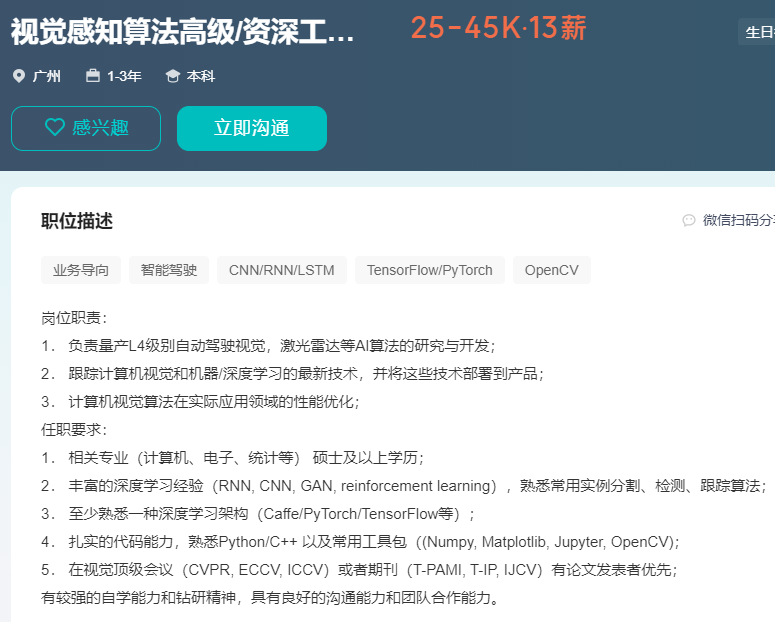 视觉感知算法高级/资深工...
25-45K·13薪
生日
广州 1-3年 本科
感兴趣 立即沟通
职位描述
微信扫码分
业务导向 智能驾驶 CNN/RNN/LSTM TensorFlow/PyTorch OpenCV
岗位职责：
1. 负责量产L4级别自动驾驶视觉，激光雷达等AI算法的研究与开发；
2. 跟踪计算机视觉和机器/深度学习的最新技术，并将这些技术部署到产品；
3. 计算机视觉算法在实际应用领域的性能优化；
任职要求：
1. 相关专业（计算机、电子、统计等） 硕士及以上学历；
2. 丰富的深度学习经验（RNN, CNN, GAN, reinforcement learning），熟悉常用实例分割、检测、跟踪算法；
3. 至少熟悉一种深度学习架构（Caffe/PyTorch/TensorFlow等）；
4. 扎实的代码能力，熟悉Python/C++ 以及常用工具包（(Numpy, Matplotlib, Jupyter, OpenCV)；
5. 在视觉顶级会议（CVPR, ECCV, ICCV）或者期刊（T-PAMI, T-IP, IJCV）有论文发表者优先；
有较强的自学能力和钻研精神，具有良好的沟通能力和团队合作能力。